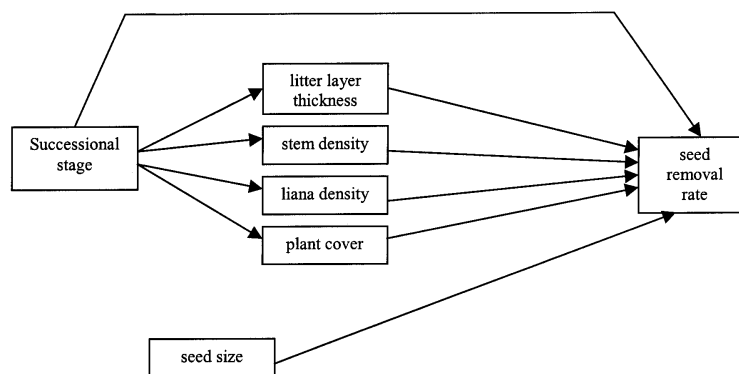 litter layer
thickness
Successional
stage
stem density
seed
removal
rate
liana density
plant cover
seed size